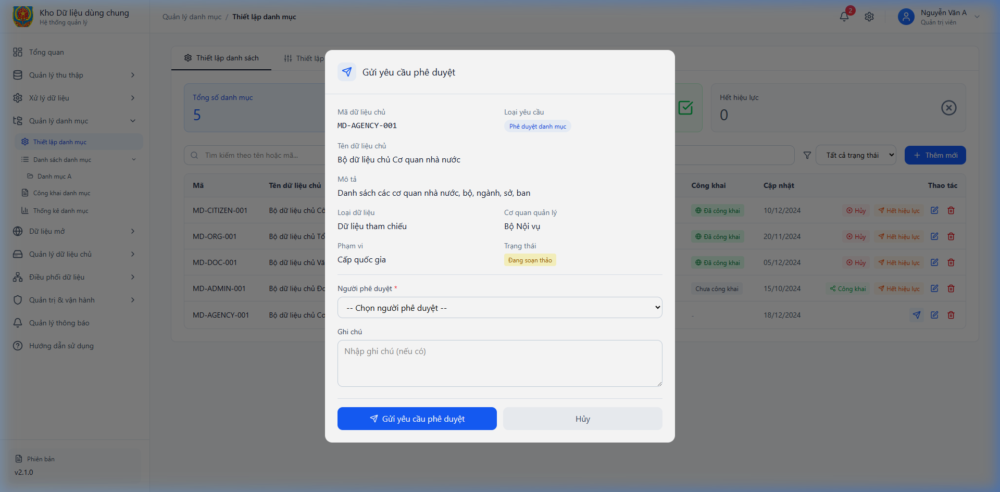 Kho Dữ liệu dùng chung
Hệ thống quản lý
Quản lý danh mục / Thiết lập danh mục
2
Nguyễn Văn A
Quản trị viên
Tổng quan
Quản lý thu thập
Xử lý dữ liệu
Quản lý danh mục
Thiết lập danh mục
Danh sách danh mục
Danh mục A
Công khai danh mục
Thống kê danh mục
Dữ liệu mở
Quản lý dữ liệu chủ
Điều phối dữ liệu
Quản trị & vận hành
Quản lý thông báo
Hướng dẫn sử dụng
Phiên bản
v2.1.0
Thiết lập danh sách
Thiết lập
Tổng số danh mục
5
Hết hiệu lực
0
Tìm kiếm theo tên hoặc mã...
Tất cả trạng thái
Thêm mới
Mã Tên dữ liệu chủ Công khai Cập nhật Thao tác
MD-CITIZEN-001 Bộ dữ liệu chủ Cô Đã công khai 10/12/2024 Hủy Hết hiệu lực
MD-ORG-001 Bộ dữ liệu chủ Tổ Đã công khai 20/11/2024 Hủy Hết hiệu lực
MD-DOC-001 Bộ dữ liệu chủ Vă Đã công khai 05/12/2024 Hủy Hết hiệu lực
MD-ADMIN-001 Bộ dữ liệu chủ Đơ Chưa công khai 15/10/2024 Công khai Hết hiệu lực
MD-AGENCY-001 Bộ dữ liệu chủ Cơ - 18/12/2024
Gửi yêu cầu phê duyệt
Mã dữ liệu chủ
MD-AGENCY-001
Loại yêu cầu
Phê duyệt danh mục
Tên dữ liệu chủ
Bộ dữ liệu chủ Cơ quan nhà nước
Mô tả
Danh sách các cơ quan nhà nước, bộ, ngành, sở, ban
Loại dữ liệu
Dữ liệu tham chiếu
Cơ quan quản lý
Bộ Nội vụ
Phạm vi
Cấp quốc gia
Trạng thái
Đang soạn thảo
Người phê duyệt *
-- Chọn người phê duyệt --
Ghi chú
Nhập ghi chú (nếu có)
Gửi yêu cầu phê duyệt
Hủy